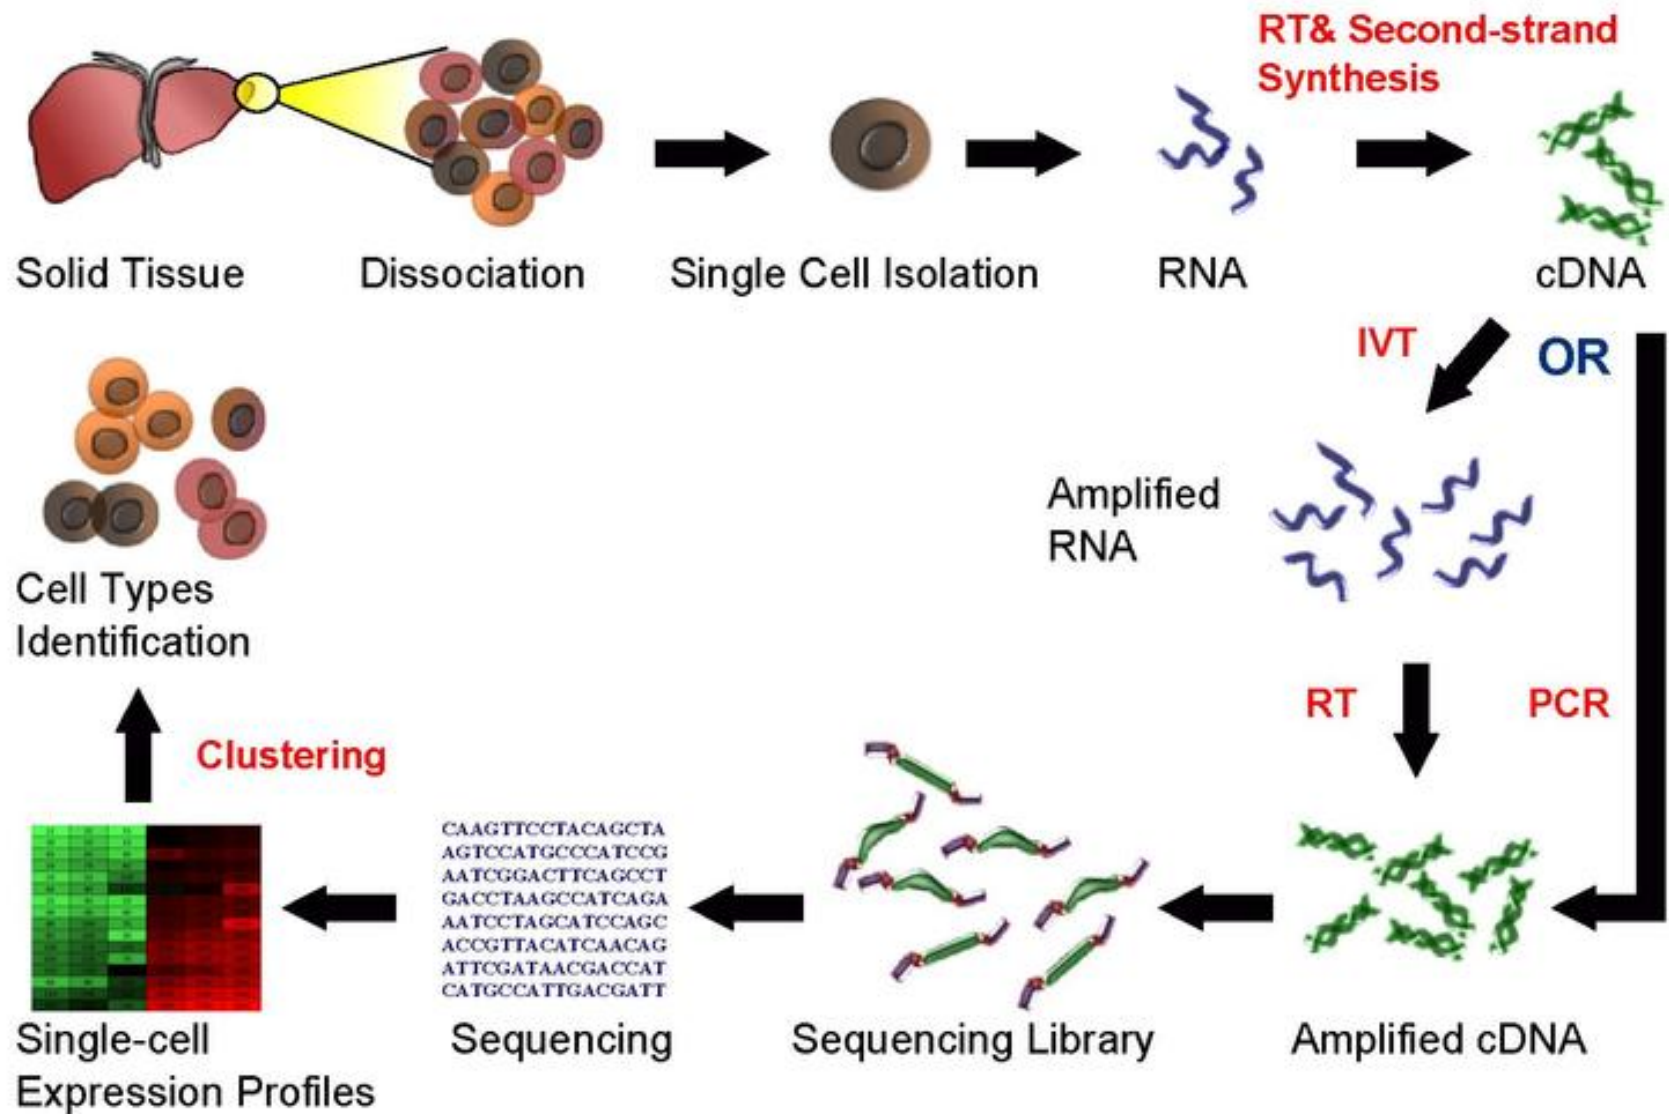 RT& Second-strand
Synthesis
Solid Tissue
Dissociation
Single Cell Isolation
RNA
cDNA
IVT
OR
Amplified
RNA
RT
PCR
Amplified cDNA
Sequencing Library
CAAGTTCCTACAGCTA
AGTCCATGCCCATCCG
AATCGGACTTCAGCCT
GACCTAAGCCATCAGA
AATCCTAGCATCCAGC
ACCGTTACATCAACAG
ATTCGATAACGACCAT
CATGCCATTGACGATT
Sequencing
Single-cell
Expression Profiles
Clustering
Cell Types
Identification